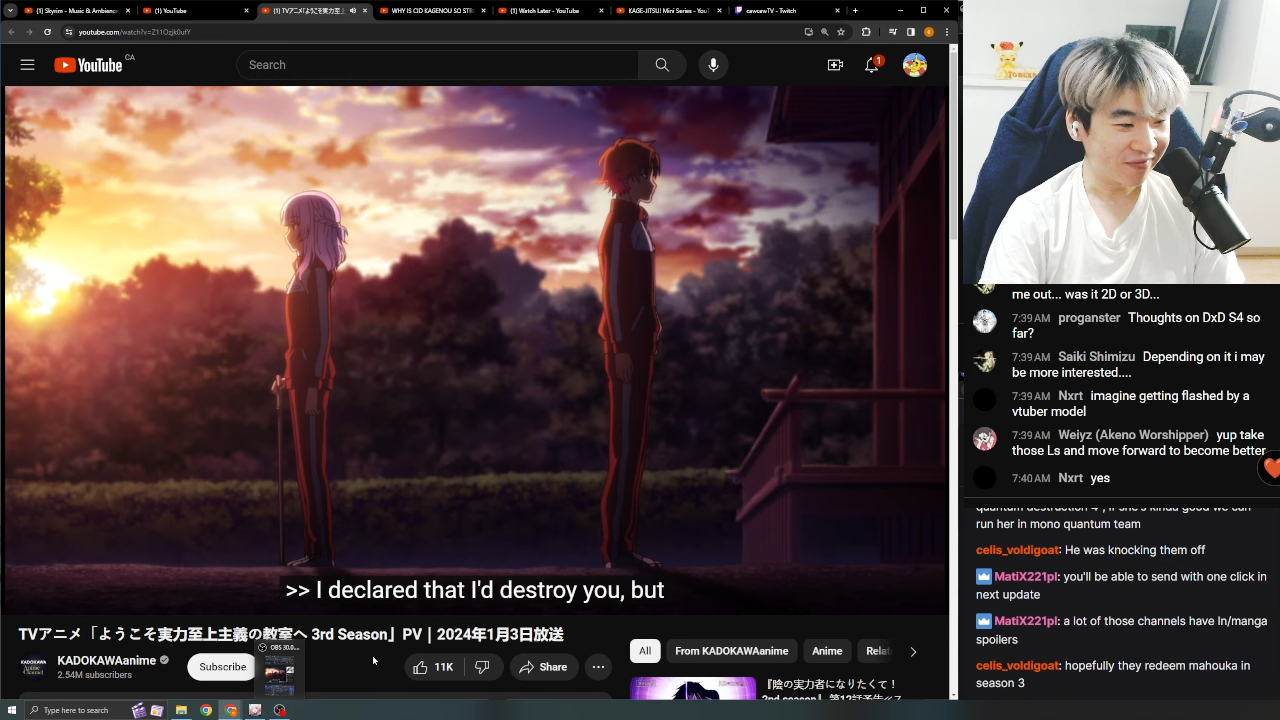 (1) Skyrim - Music & Ambience
(1) YouTube
(1) TVアニメ「ようこそ実力至上
WHY IS CID KAGENOU SO STR
(1) Watch Later - YouTube
KAGE-JITSU! Mini Series - You
cawcawTV - Twitch
youtube.com/watch?v=Z11Ozjk0ufY
YouTube CA
Search
1
>> I declared that I'd destroy you, but
TVアニメ「ようこそ実力至上主義の教室へ 3rd Season」PV｜2024年1月3日放送
KADOKAWAanime
2.54M subscribers
Subscribe
OBS 30.0...
11K
Share
All
From KADOKAWAanime
Anime
Relat
『陰の実力者になりたくて！
me out... was it 2D or 3D...
7:39 AM proganster Thoughts on DxD S4 so
far?
7:39 AM Saiki Shimizu Depending on it i may
be more interested....
7:39 AM Nxrt imagine getting flashed by a
vtuber model
7:39 AM Weiyz (Akeno Worshipper) yup take
those Ls and move forward to become better
7:40 AM Nxrt yes
run her in mono quantum team
celis_voldigoat: He was knocking them off
MatiX221pl: you'll be able to send with one click in
next update
MatiX221pl: a lot of those channels have ln/manga
spoilers
celis_voldigoat: hopefully they redeem mahouka in
season 3
Type here to search